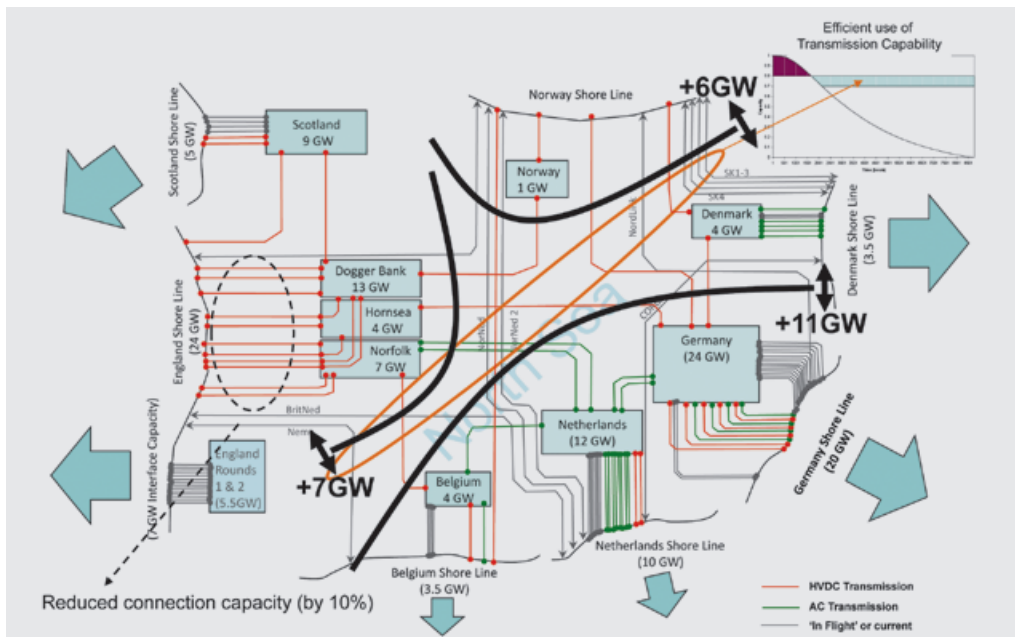 Efficient use of
Transmission Capability
+6GW
Norway Shore Line
Scotland Shore Line
(5 GW)
Scotland
9 GW
Norway
1 GW
SK1-3
SK4
Denmark
4 GW
NordLink
Denmark Shore Line
(3.5 GW)
Dogger Bank
13 GW
Hornsea
4 GW
Norfolk
7 GW
England Shore Line
(24 GW)
NorNed
NorNed 2
North Sea
+11GW
Germany
(24 GW)
BritNed
Nemo
Netherlands
(12 GW)
England
Rounds
1 & 2
(5.5GW)
(7 GW Interface Capacity)
+7GW
Belgium
4 GW
Germany Shore Line
(20 GW)
Netherlands Shore Line
(10 GW)
Belgium Shore Line
(3.5 GW)
Reduced connection capacity (by 10%)
HVDC Transmission
AC Transmission
'In Flight' or current